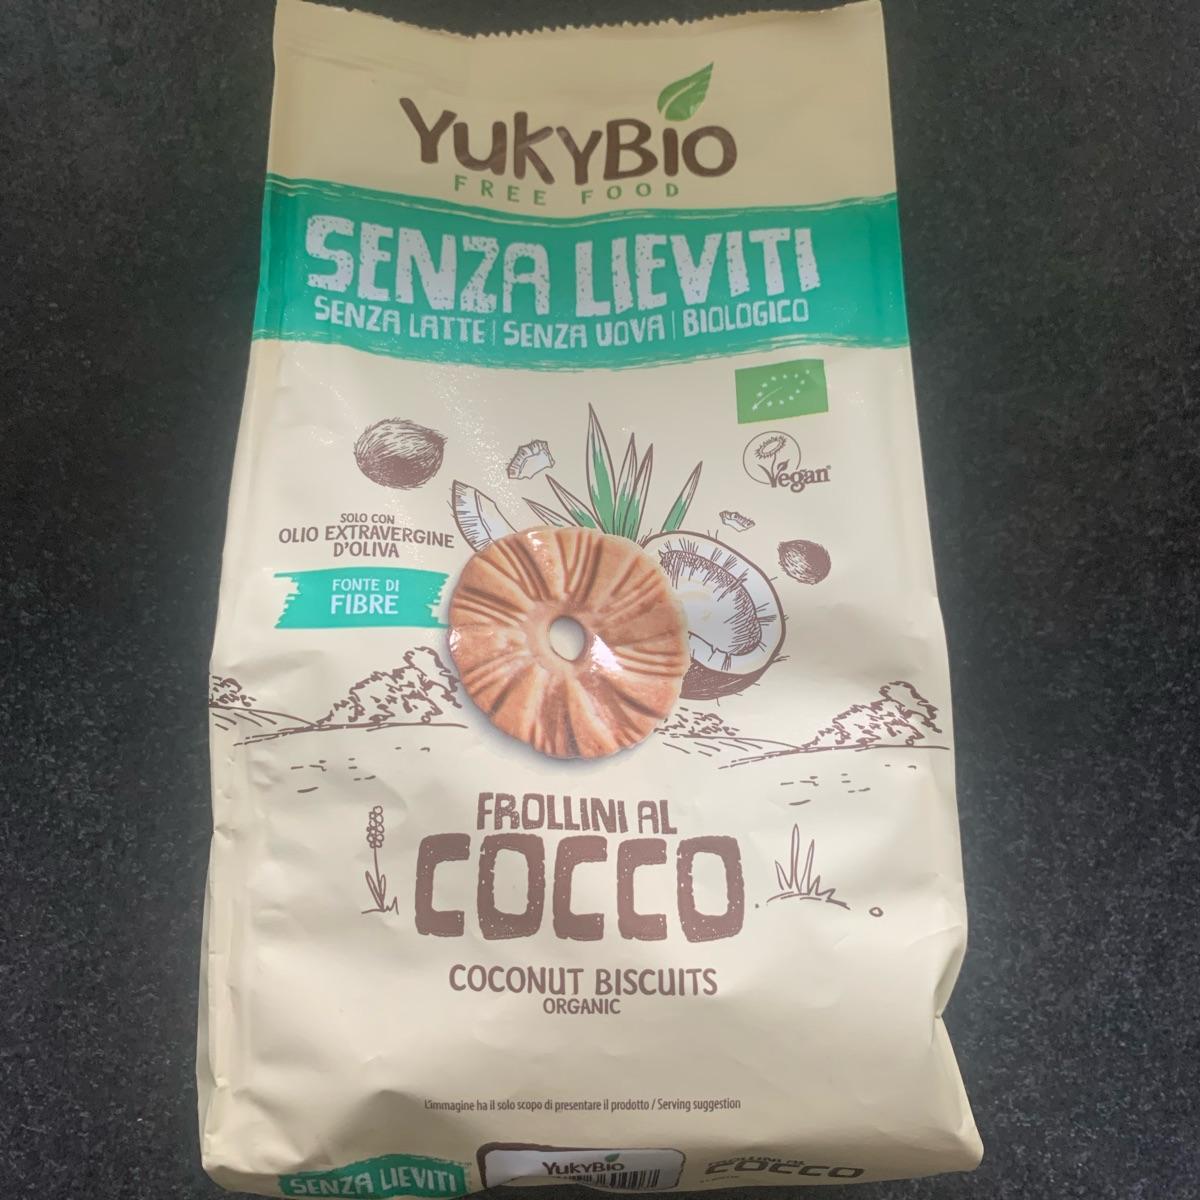 YUKYBIO
FREE FOOD
SENZA LIEVITI
SENZA LATTE | SENZA UOVA | BIOLOGICO
Vegan
SOLO CON
OLIO EXTRAVERGINE
D'OLIVA
FONTE DI
FIBRE
FROLLINI AL
COCCO
COCONUT BISCUITS
ORGANIC
L'immagine ha il solo scopo di presentare il prodotto / Serving suggestion
SENZA LIEVITI
YUKYBIO
FROLLINI AL
COCCO